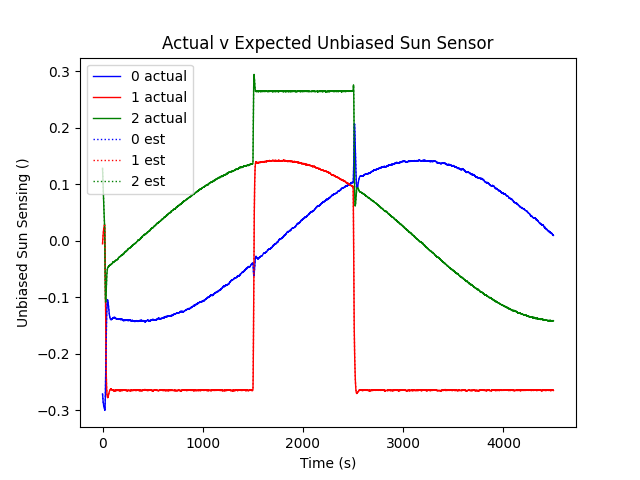 Actual v Expected Unbiased Sun Sensor
Unbiased Sun Sensing ()
0.3
0.2
0.1
0.0
−0.1
−0.2
−0.3
0 actual
1 actual
2 actual
0 est
1 est
2 est
0 1000 2000 3000 4000
Time (s)